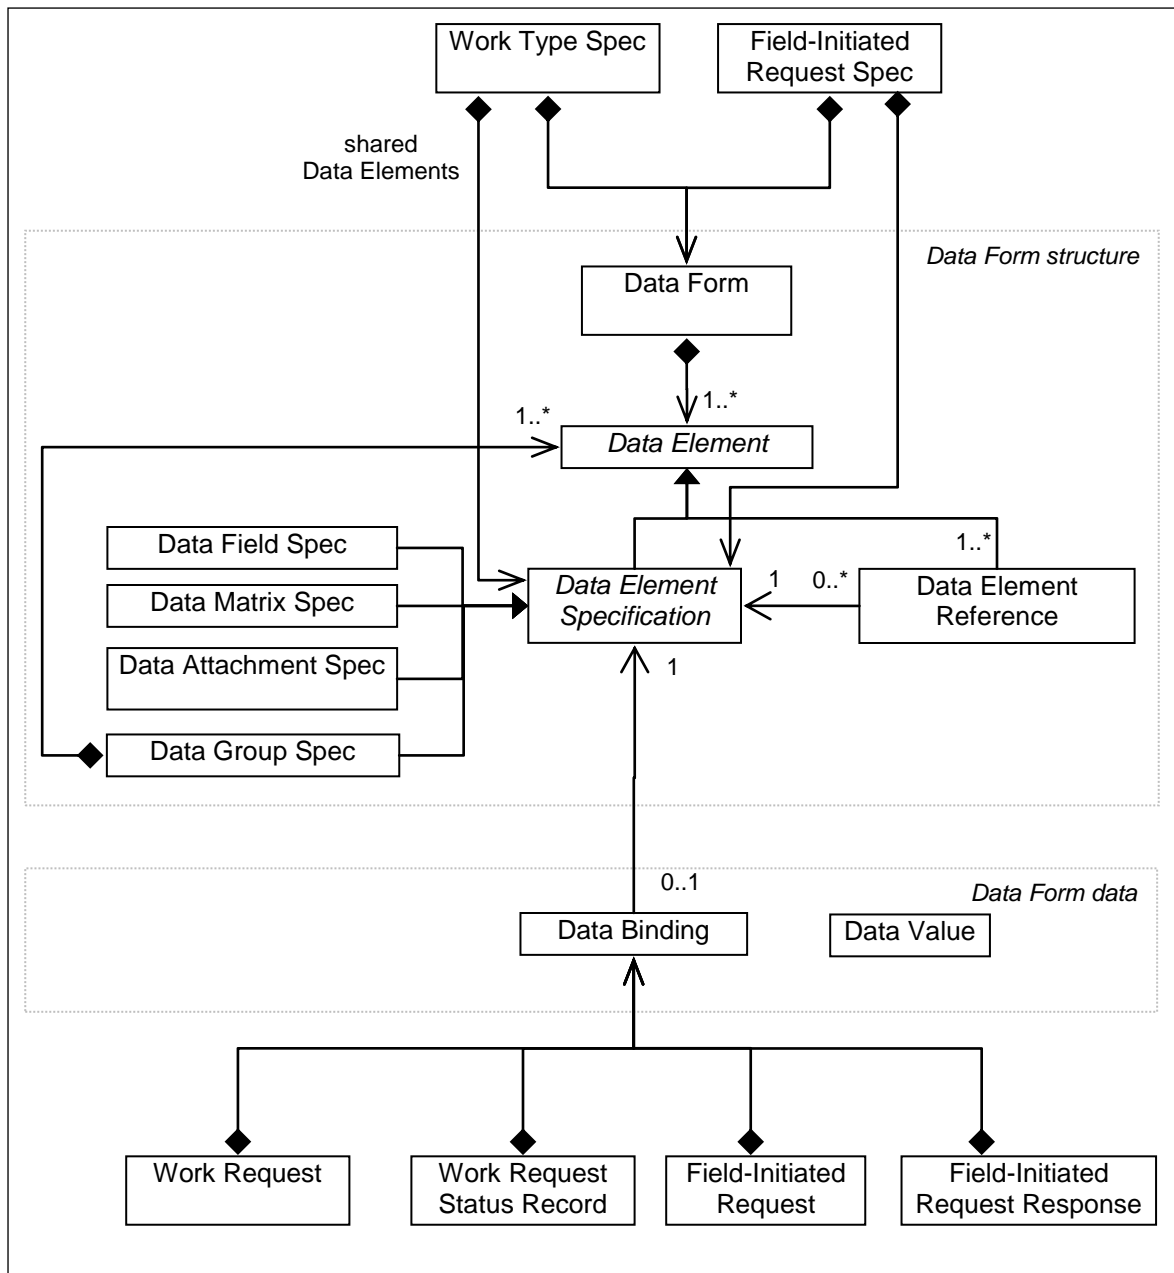 Work Type Spec
Field-Initiated
Request Spec
shared
Data Elements
Data Form structure
Data Form
1..*
1..*
Data Element
Data Field Spec
1..*
Data Matrix Spec
Data Element
Specification
1
0..*
Data Element
Reference
Data Attachment Spec
1
Data Group Spec
0..1
Data Form data
Data Binding
Data Value
Work Request
Work Request
Status Record
Field-Initiated
Request
Field-Initiated
Request Response